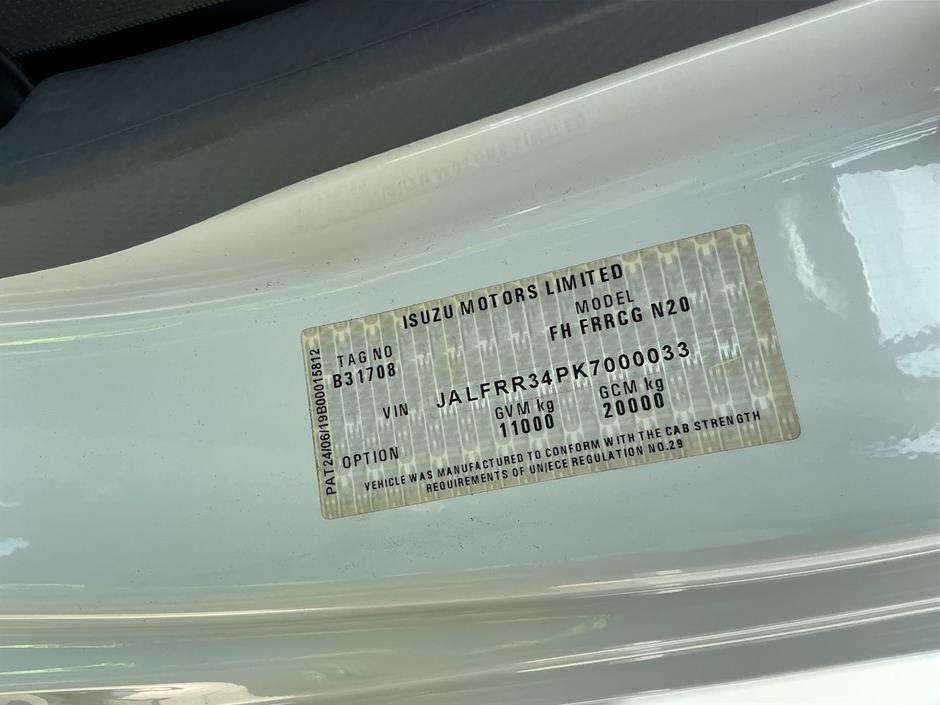 ISUZU MOTORS LIMITED
TAG NO
B31708
MODEL
FH FRRCG N20
VIN
JALFRR34PK7000033
GVM kg
11000
GCM kg
20000
OPTION
VEHICLE WAS MANUFACTURED TO CONFORM WITH THE CAB STRENGTH
REQUIREMENTS OF UN/ECE REGULATION NO.29
PAT24/06/19B00015812